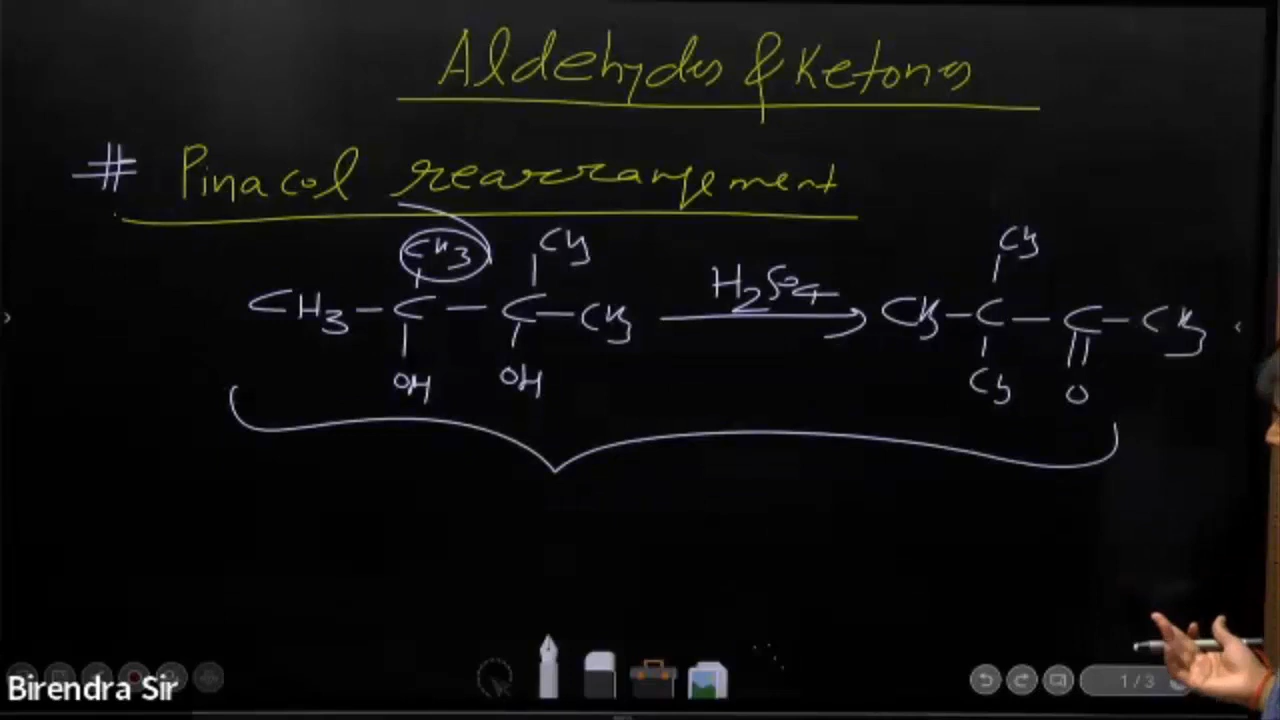 Aldehydes & Ketones
# Pinacol rearrangement
CH3 CH3 CH3
CH3 - C - C - CH3 H2SO4 CH3 - C - C - CH3
OH OH CH3 O
1/3
Birendra Sir